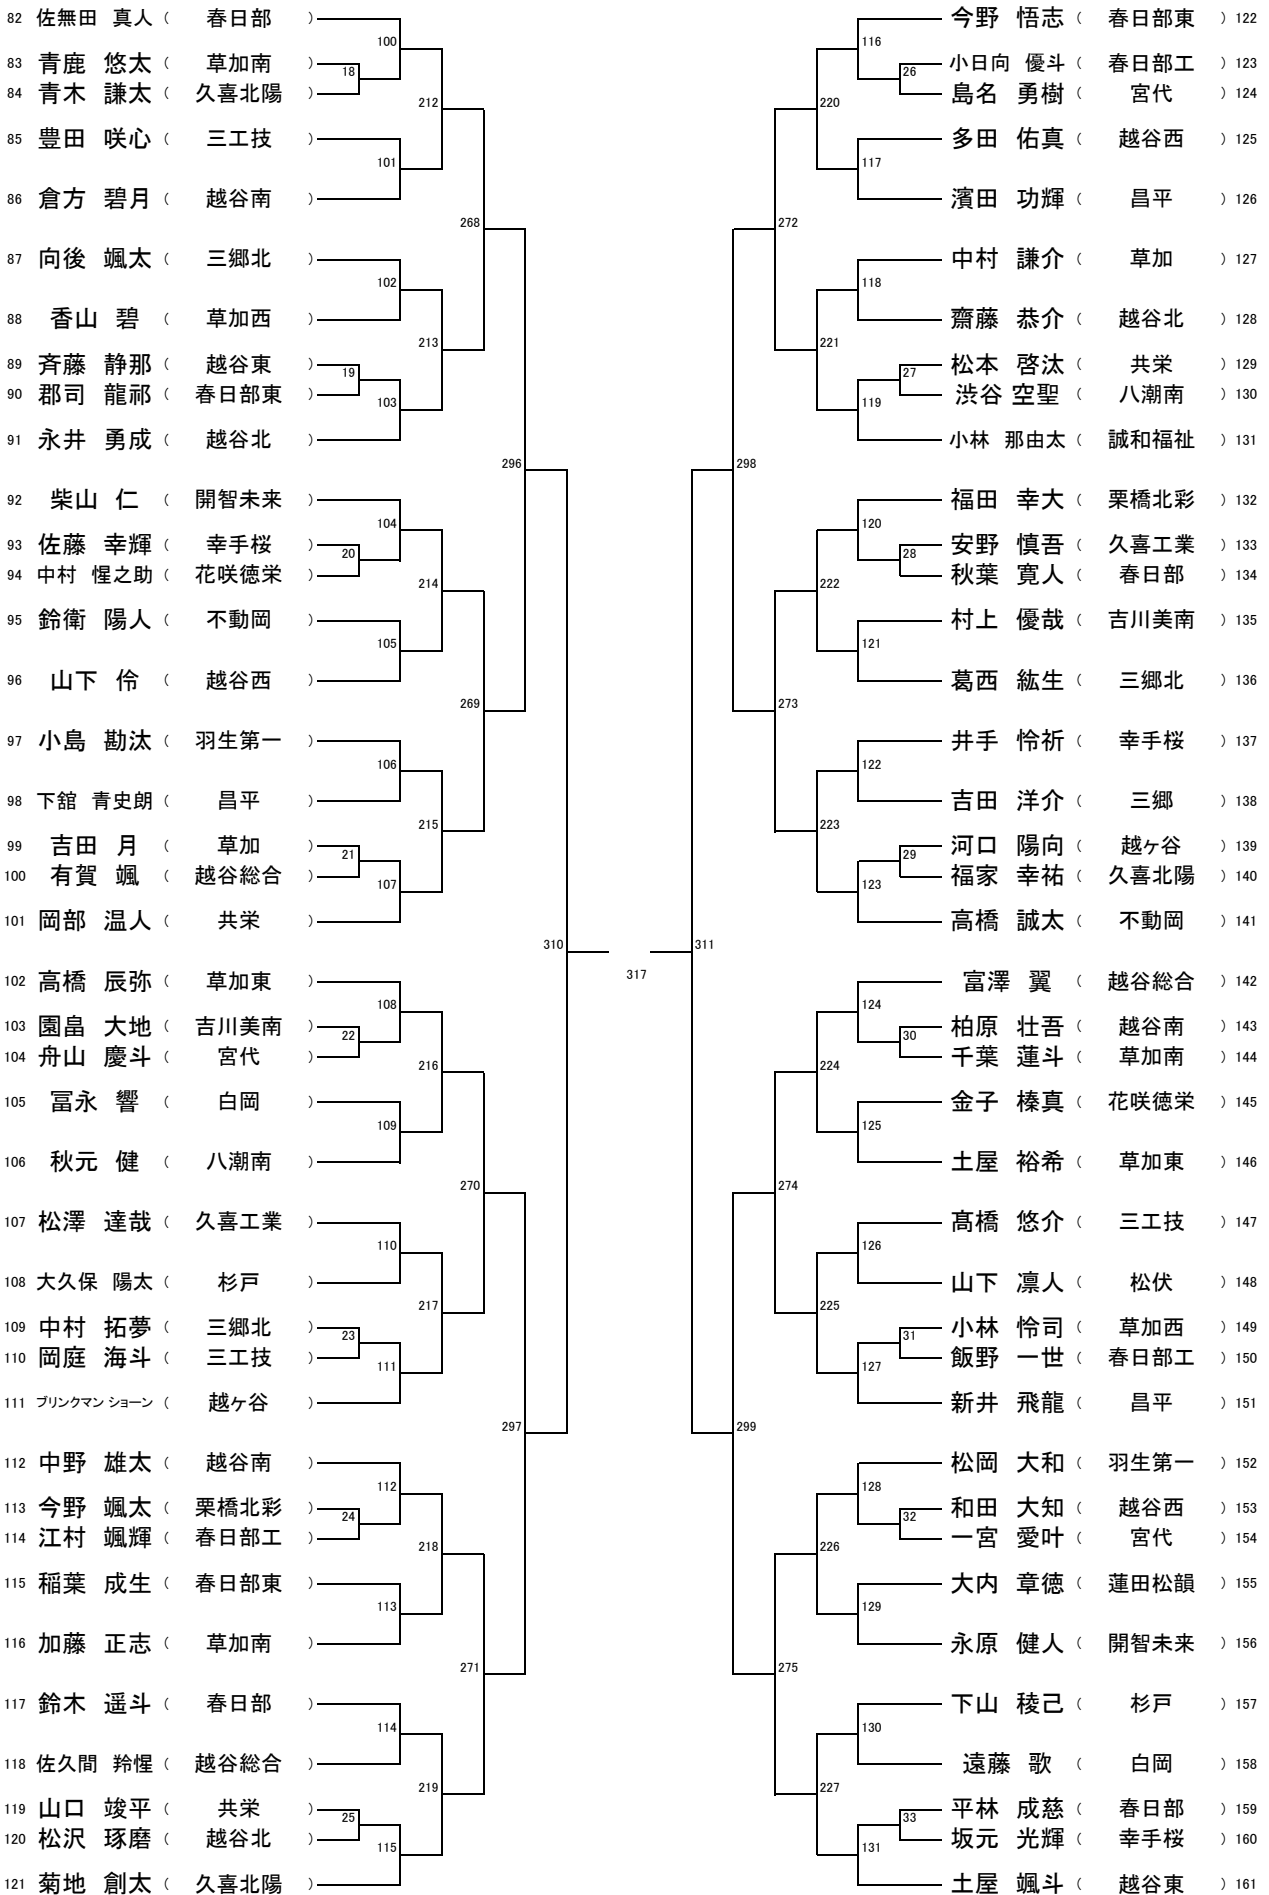 82 佐無田 真人 ( 春日部 )
83 青鹿 悠太 ( 草加南 )
84 青木 謙太 ( 久喜北陽 )
85 豊田 咲心 ( 三工技 )
86 倉方 碧月 ( 越谷南 )
87 向後 颯太 ( 三郷北 )
88 香山 碧 ( 草加西 )
89 斉藤 静那 ( 越谷東 )
90 郡司 龍祁 ( 春日部東 )
91 永井 勇成 ( 越谷北 )
92 柴山 仁 ( 開智未来 )
93 佐藤 幸輝 ( 幸手桜 )
94 中村 惺之助 ( 花咲徳栄 )
95 鈴衛 陽人 ( 不動岡 )
96 山下 伶 ( 越谷西 )
97 小島 勘汰 ( 羽生第一 )
98 下舘 青史朗 ( 昌平 )
99 吉田 月 ( 草加 )
100 有賀 颯 ( 越谷総合 )
101 岡部 温人 ( 共栄 )
102 高橋 辰弥 ( 草加東 )
103 園畠 大地 ( 吉川美南 )
104 舟山 慶斗 ( 宮代 )
105 冨永 響 ( 白岡 )
106 秋元 健 ( 八潮南 )
107 松澤 達哉 ( 久喜工業 )
108 大久保 陽太 ( 杉戸 )
109 中村 拓夢 ( 三郷北 )
110 岡庭 海斗 ( 三工技 )
111 ブリンクマン ショーン ( 越ヶ谷 )
112 中野 雄太 ( 越谷南 )
113 今野 颯太 ( 栗橋北彩 )
114 江村 颯輝 ( 春日部工 )
115 稲葉 成生 ( 春日部東 )
116 加藤 正志 ( 草加南 )
117 鈴木 遥斗 ( 春日部 )
118 佐久間 羚惺 ( 越谷総合 )
119 山口 竣平 ( 共栄 )
120 松沢 琢磨 ( 越谷北 )
121 菊地 創太 ( 久喜北陽 )
18
19
20
21
22
23
24
25
100
101
102
103
104
105
106
107
108
109
110
111
112
113
114
115
212
213
214
215
216
217
218
219
268
269
270
271
296
297
310
317
311
298
299
272
273
274
275
220
221
222
223
224
225
226
227
116
117
118
119
120
121
122
123
124
125
126
127
128
129
130
131
26
27
28
29
30
31
32
33
今野 悟志 ( 春日部東 ) 122
小日向 優斗 ( 春日部工 ) 123
島名 勇樹 ( 宮代 ) 124
多田 佑真 ( 越谷西 ) 125
濱田 功輝 ( 昌平 ) 126
中村 謙介 ( 草加 ) 127
齋藤 恭介 ( 越谷北 ) 128
松本 啓汰 ( 共栄 ) 129
渋谷 空聖 ( 八潮南 ) 130
小林 那由太 ( 誠和福祉 ) 131
福田 幸大 ( 栗橋北彩 ) 132
安野 慎吾 ( 久喜工業 ) 133
秋葉 寛人 ( 春日部 ) 134
村上 優哉 ( 吉川美南 ) 135
葛西 紘生 ( 三郷北 ) 136
井手 怜祈 ( 幸手桜 ) 137
吉田 洋介 ( 三郷 ) 138
河口 陽向 ( 越ヶ谷 ) 139
福家 幸祐 ( 久喜北陽 ) 140
高橋 誠太 ( 不動岡 ) 141
富澤 翼 ( 越谷総合 ) 142
柏原 壮吾 ( 越谷南 ) 143
千葉 蓮斗 ( 草加南 ) 144
金子 榛真 ( 花咲徳栄 ) 145
土屋 裕希 ( 草加東 ) 146
髙橋 悠介 ( 三工技 ) 147
山下 凛人 ( 松伏 ) 148
小林 怜司 ( 草加西 ) 149
飯野 一世 ( 春日部工 ) 150
新井 飛龍 ( 昌平 ) 151
松岡 大和 ( 羽生第一 ) 152
和田 大知 ( 越谷西 ) 153
一宮 愛叶 ( 宮代 ) 154
大内 章徳 ( 蓮田松韻 ) 155
永原 健人 ( 開智未来 ) 156
下山 稜己 ( 杉戸 ) 157
遠藤 歌 ( 白岡 ) 158
平林 成慈 ( 春日部 ) 159
坂元 光輝 ( 幸手桜 ) 160
土屋 颯斗 ( 越谷東 ) 161